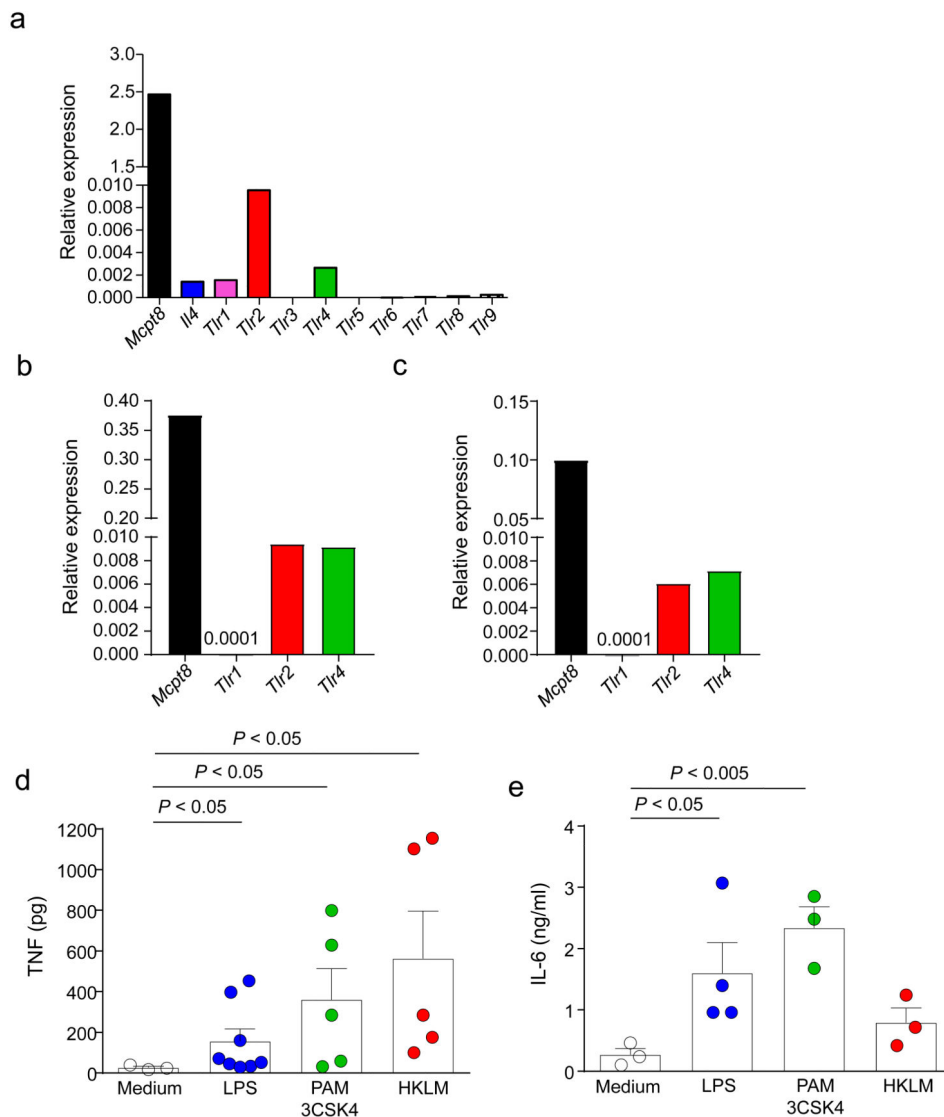 a
Relative expression
3.0
2.5
2.0
1.5
0.010
0.008
0.006
0.004
0.002
0.000
Mcpt8 Il4 Tlr1 Tlr2 Tlr3 Tlr4 Tlr5 Tlr6 Tlr7 Tlr8 Tlr9
b
Relative expression
0.40
0.35
0.30
0.25
0.20
0.010
0.008
0.006
0.004
0.002
0.000
0.0001
Mcpt8 Tlr1 Tlr2 Tlr4
c
Relative expression
0.15
0.10
0.05
0.010
0.008
0.006
0.004
0.002
0.000
0.0001
Mcpt8 Tlr1 Tlr2 Tlr4
d
P < 0.05
P < 0.05
P < 0.05
TNF (pg)
1200
1000
800
600
400
200
0
Medium LPS PAM HKLM
3CSK4
e
P < 0.005
P < 0.05
IL-6 (ng/ml)
4
3
2
1
0
Medium LPS PAM HKLM
3CSK4